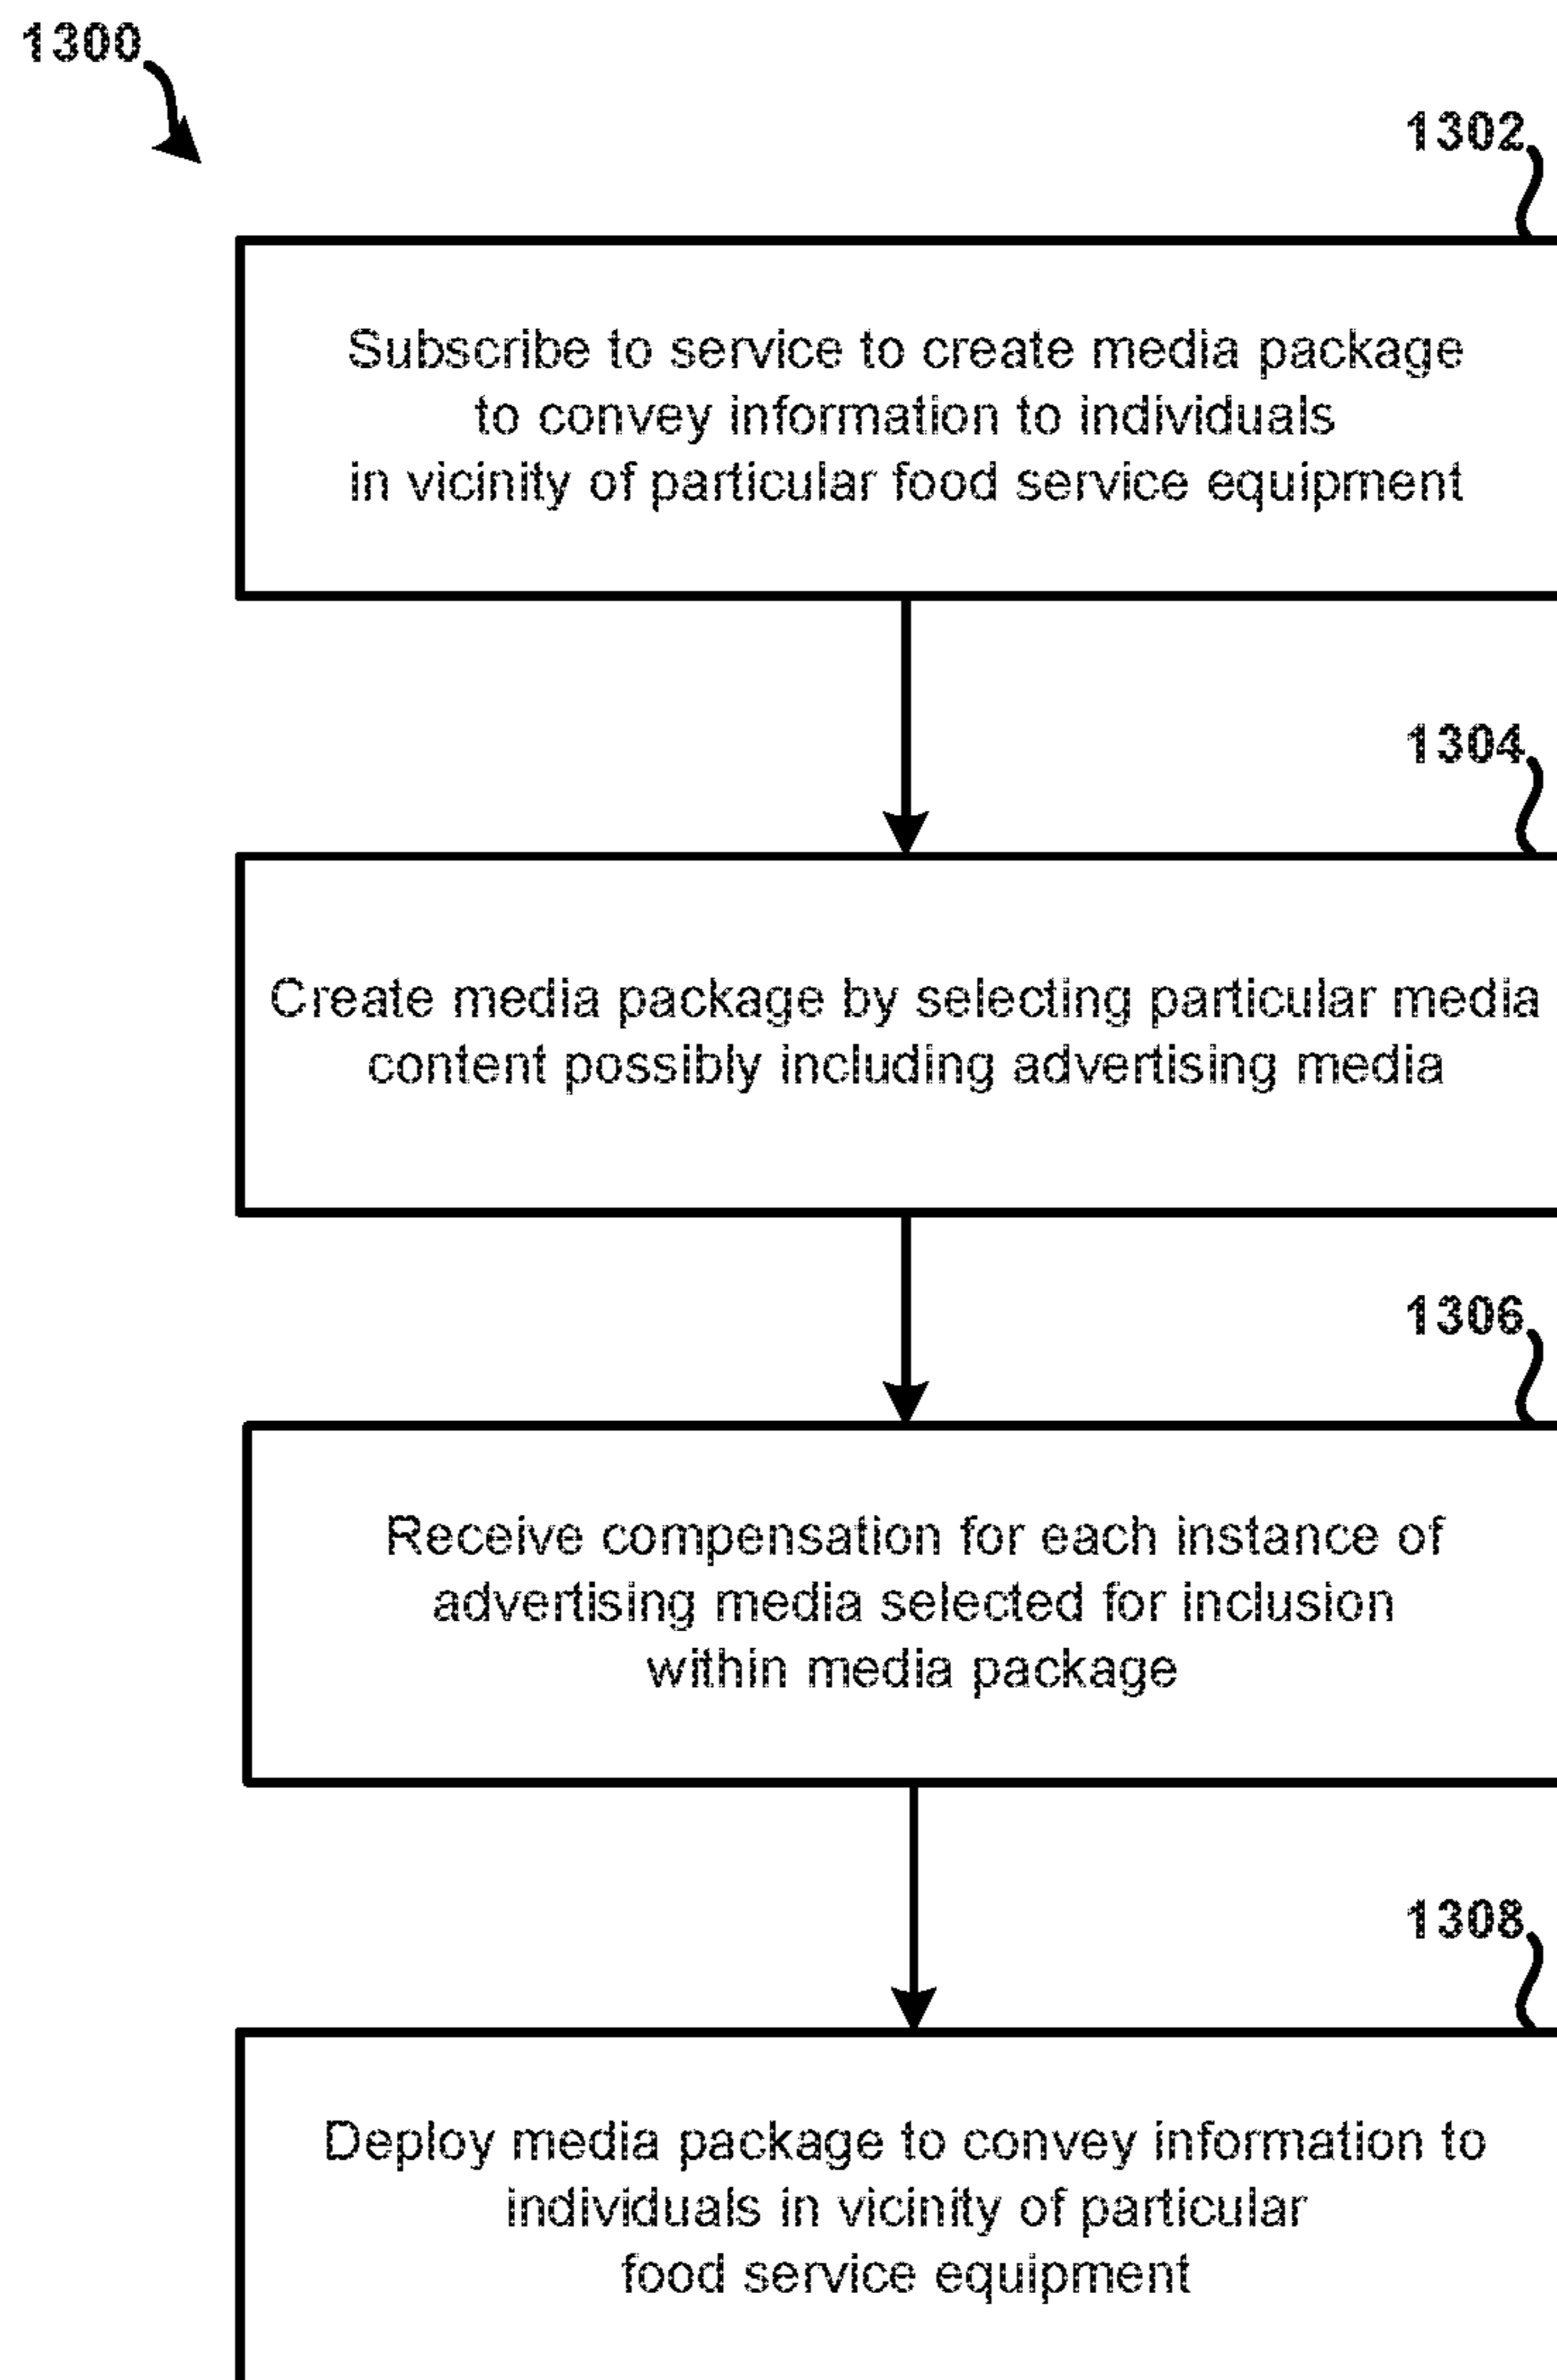 1300
1302
Subscribe to service to create media package
to convey information to individuals
in vicinity of particular food service equipment
1304
Create media package by selecting particular media
content possibly including advertising media
1306
Receive compensation for each instance of
advertising media selected for inclusion
within media package
1308
Deploy media package to convey information to
individuals in vicinity of particular
food service equipment